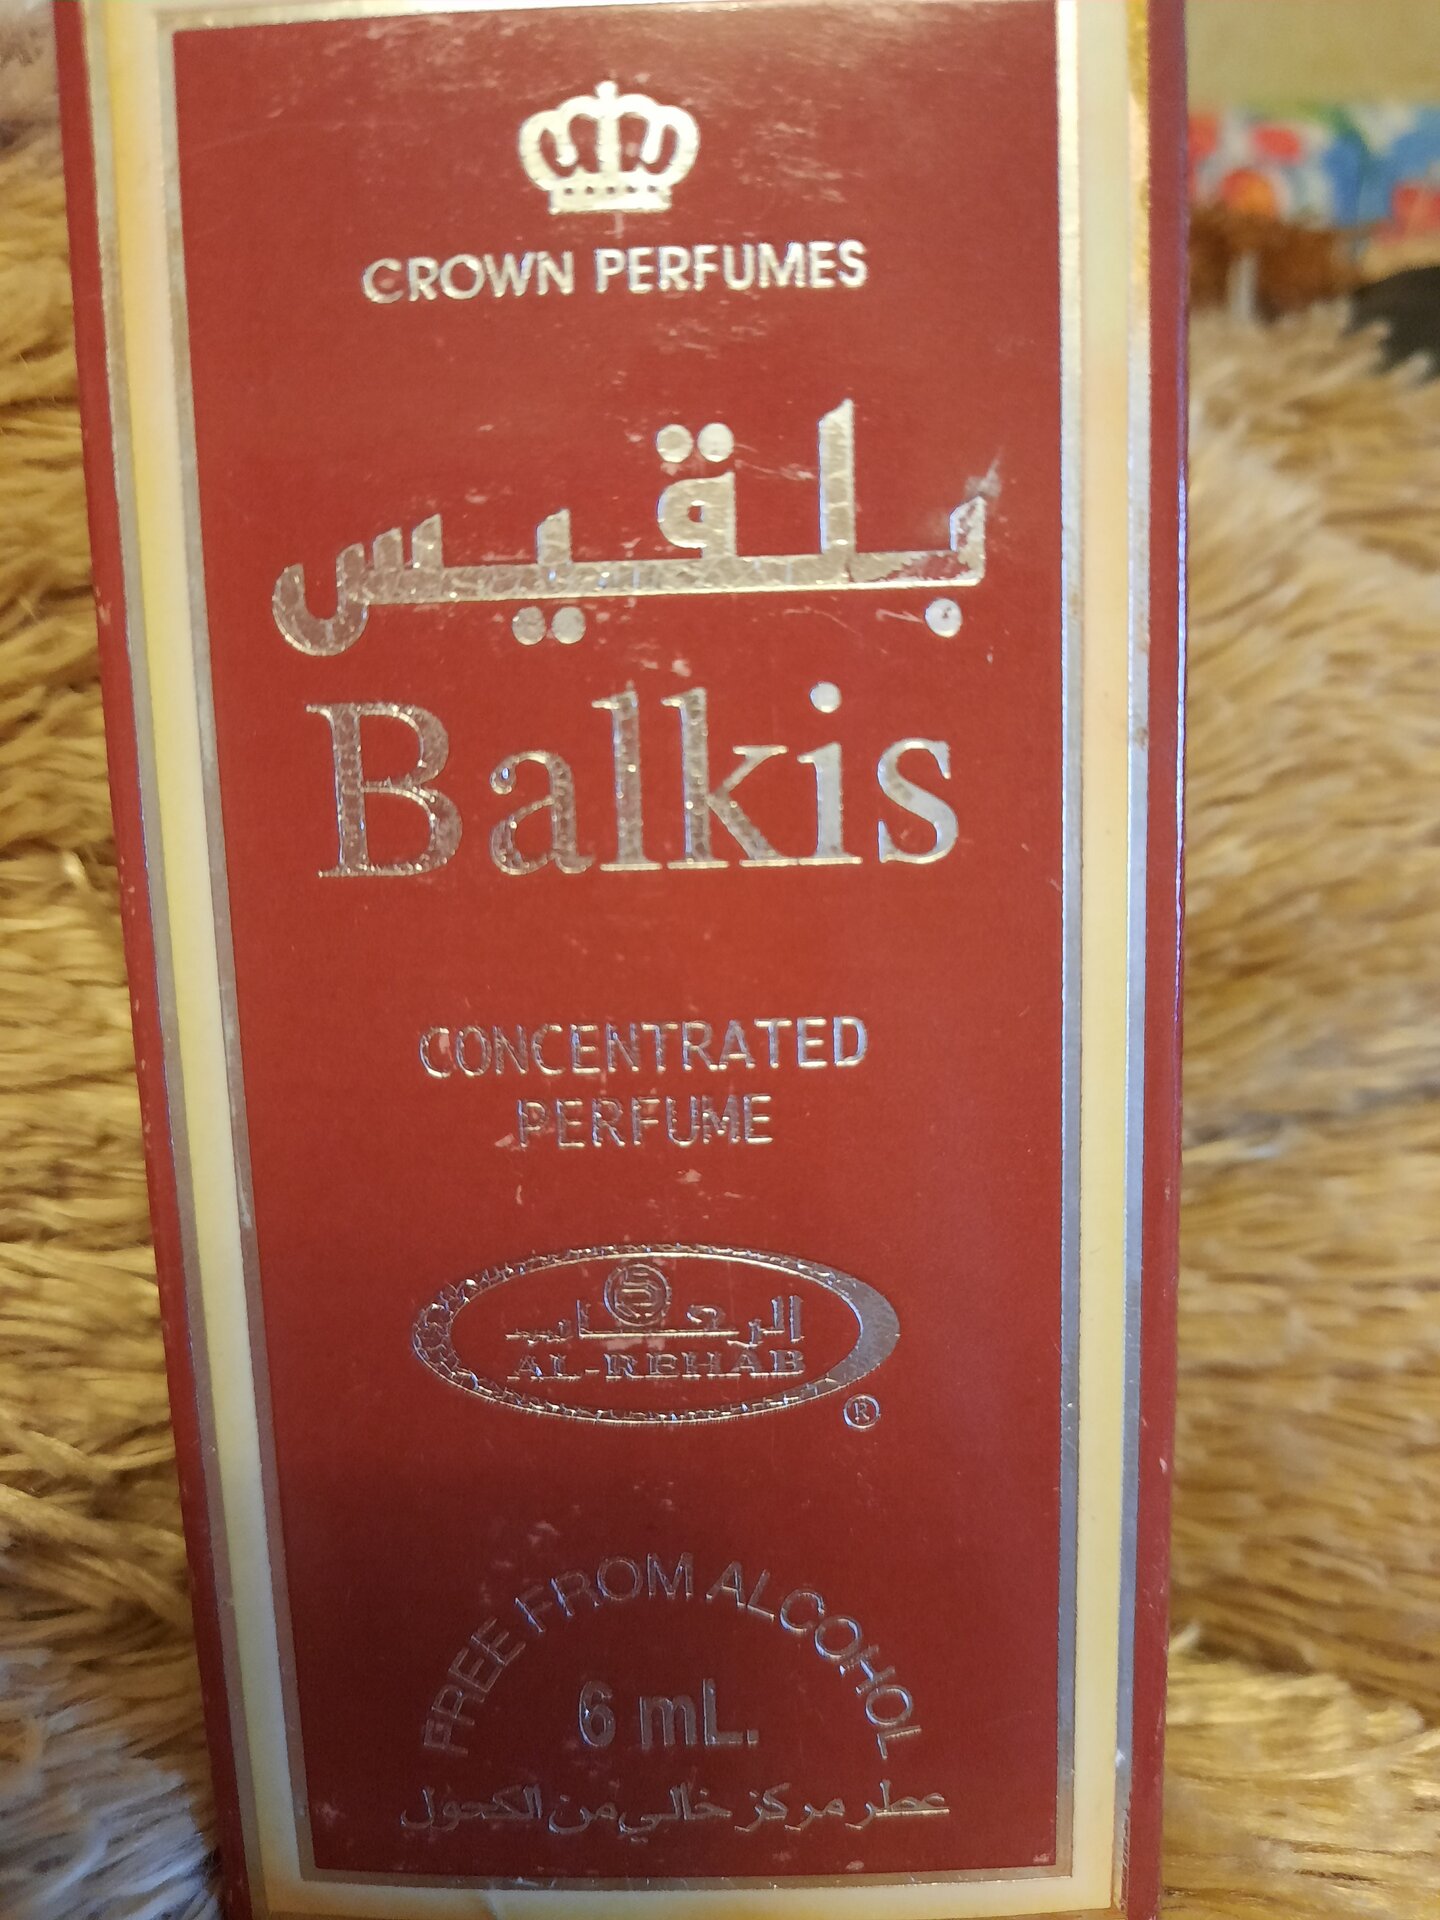 CROWN PERFUMES
بلقيس
Balkis
CONCENTRATED
PERFUME
الرحاب
AL-REHAB
®
FREE FROM ALCOHOL
6 mL.
عطر مركز خالي من الكحول